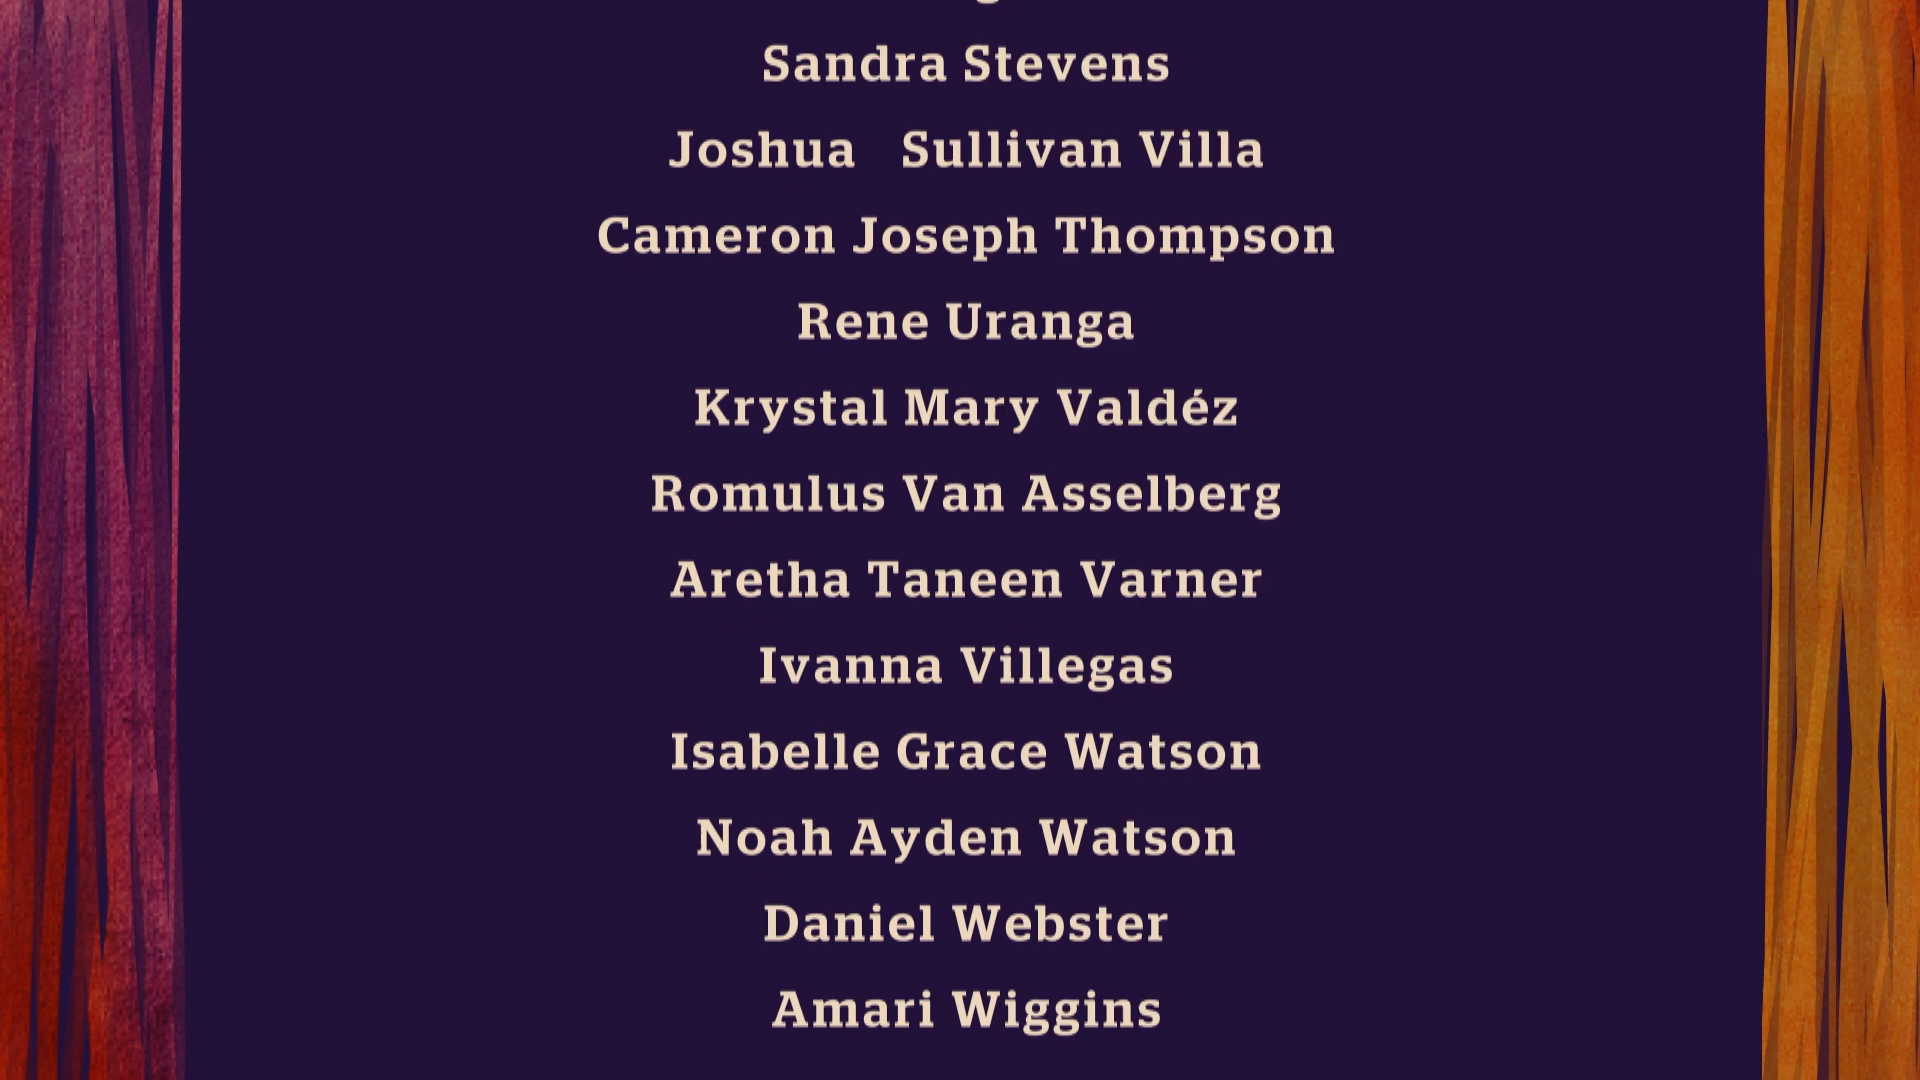 Sandra Stevens
Joshua   Sullivan Villa
Cameron Joseph Thompson
Rene Uranga
Krystal Mary Valdéz
Romulus Van Asselberg
Aretha Taneen Varner
Ivanna Villegas
Isabelle Grace Watson
Noah Ayden Watson
Daniel Webster
Amari Wiggins